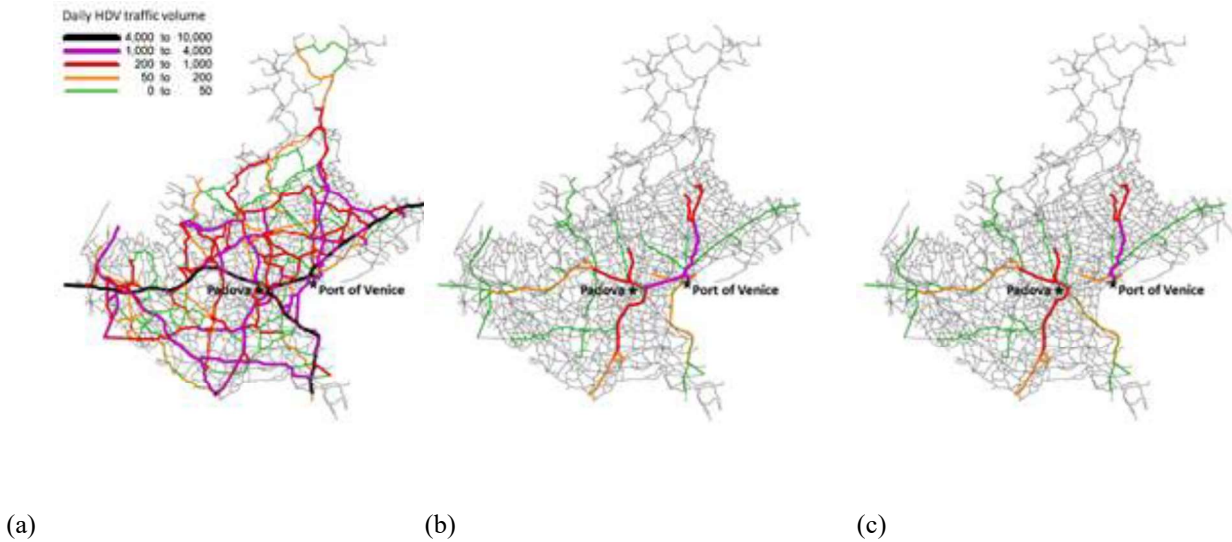 Daily HDV traffic volume
4,000 to 10,000
1,000 to 4,000
200 to 1,000
50 to 200
0 to 50
Padova Port of Venice
Padova Port of Venice
Padova Port of Venice
(a) (b) (c)